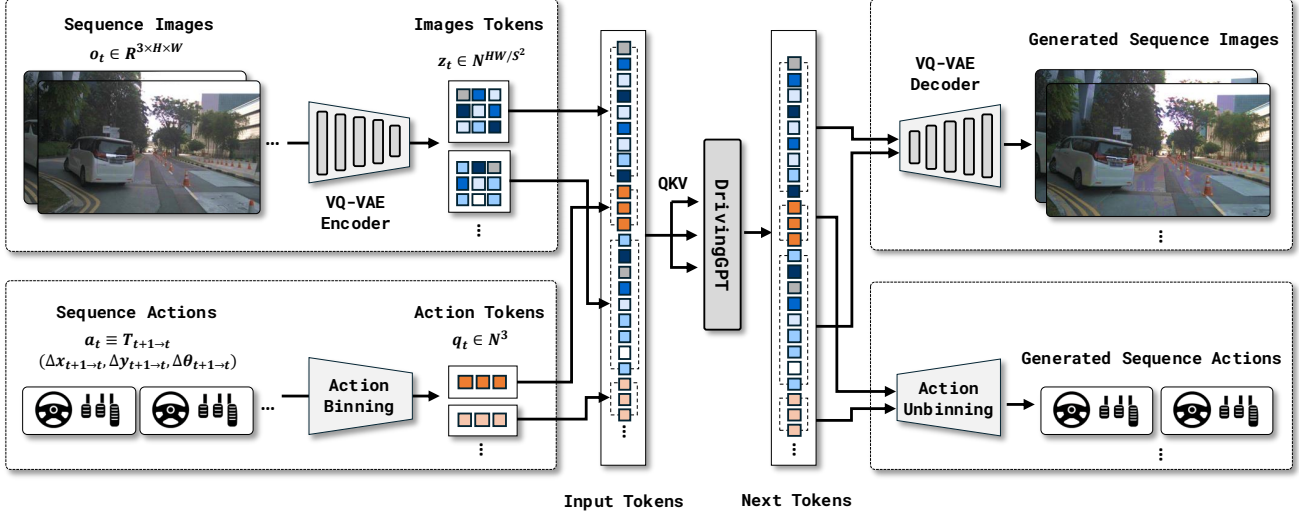 Sequence Images
o_t ∈ R^{3×H×W}
...
VQ-VAE
Encoder
Images Tokens
z_t ∈ N^{HW/S^2}
⋮
Sequence Actions
a_t ≡ T_{t+1→t}
(Δx_{t+1→t}, Δy_{t+1→t}, Δθ_{t+1→t})
...
Action
Binning
Action Tokens
q_t ∈ N^3
⋮
⋮
Input Tokens
QKV
DrivingGPT
⋮
Next Tokens
VQ-VAE
Decoder
Generated Sequence Images
⋮
Action
Unbinning
Generated Sequence Actions
⋮